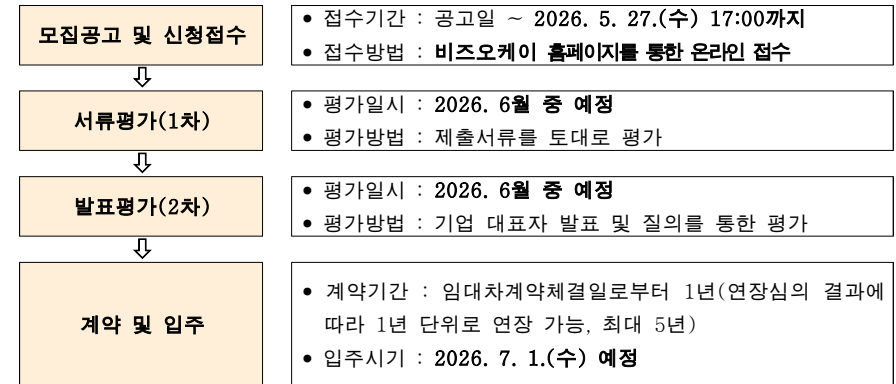 모집공고 및 신청접수
• 접수기간 : 공고일 ~ 2026. 5. 27.(수) 17:00까지
• 접수방법 : 비즈오케이 홈페이지를 통한 온라인 접수
⇩
서류평가(1차)
• 평가일시 : 2026. 6월 중 예정
• 평가방법 : 제출서류를 토대로 평가
⇩
발표평가(2차)
• 평가일시 : 2026. 6월 중 예정
• 평가방법 : 기업 대표자 발표 및 질의를 통한 평가
⇩
계약 및 입주
• 계약기간 : 임대차계약체결일로부터 1년(연장심의 결과에
따라 1년 단위로 연장 가능, 최대 5년)
• 입주시기 : 2026. 7. 1.(수) 예정